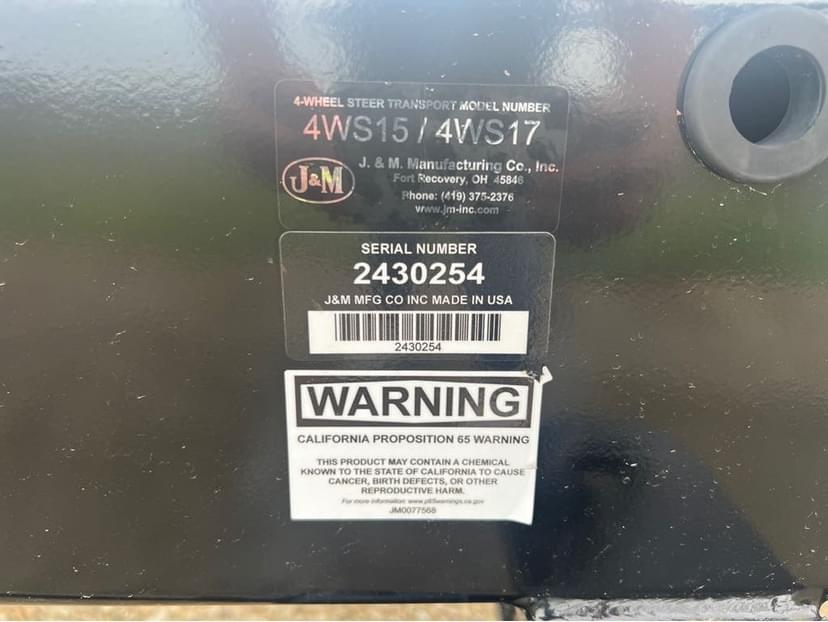 4-WHEEL STEER TRANSPORT MODEL NUMBER
4WS15 / 4WS17
J&M
J. & M. Manufacturing Co., Inc.
Fort Recovery, OH 45846
Phone: (419) 375-2376
www.jm-inc.com
SERIAL NUMBER
2430254
J&M MFG CO INC MADE IN USA
2430254
WARNING
CALIFORNIA PROPOSITION 65 WARNING
THIS PRODUCT MAY CONTAIN A CHEMICAL
KNOWN TO THE STATE OF CALIFORNIA TO CAUSE
CANCER, BIRTH DEFECTS, OR OTHER
REPRODUCTIVE HARM.
For more information: www.p65warnings.ca.gov
JM0077568